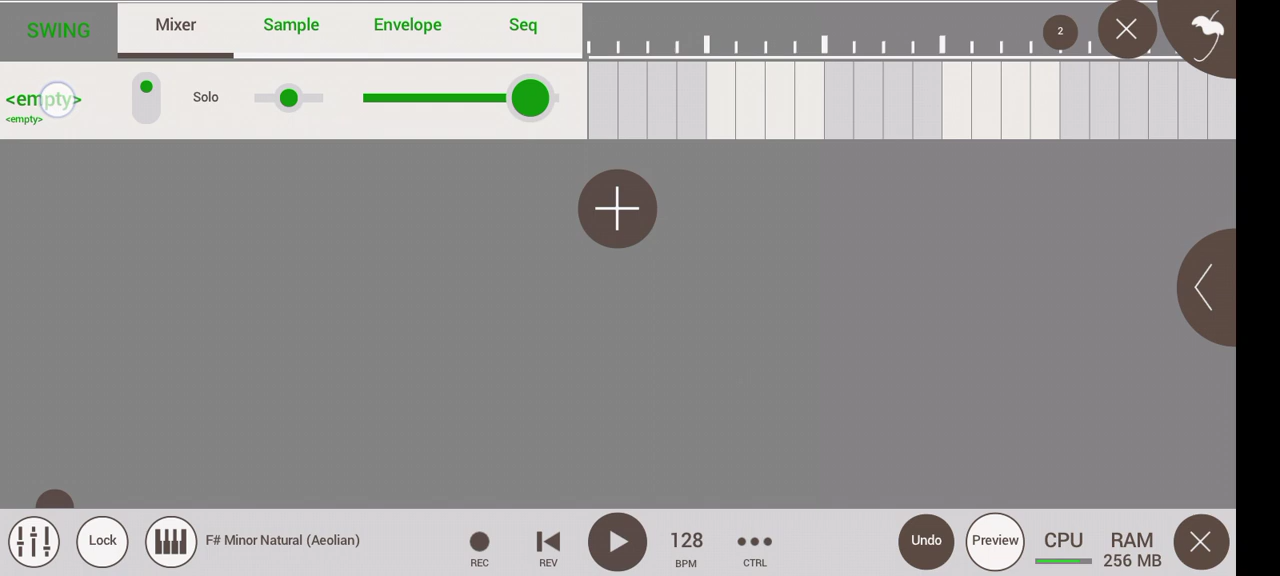 SWING
Mixer
Sample
Envelope
Seq
2
<empty>
<empty>
Solo
Lock
F# Minor Natural (Aeolian)
REC
REV
128
BPM
CTRL
Undo
Preview
CPU
RAM
256 MB